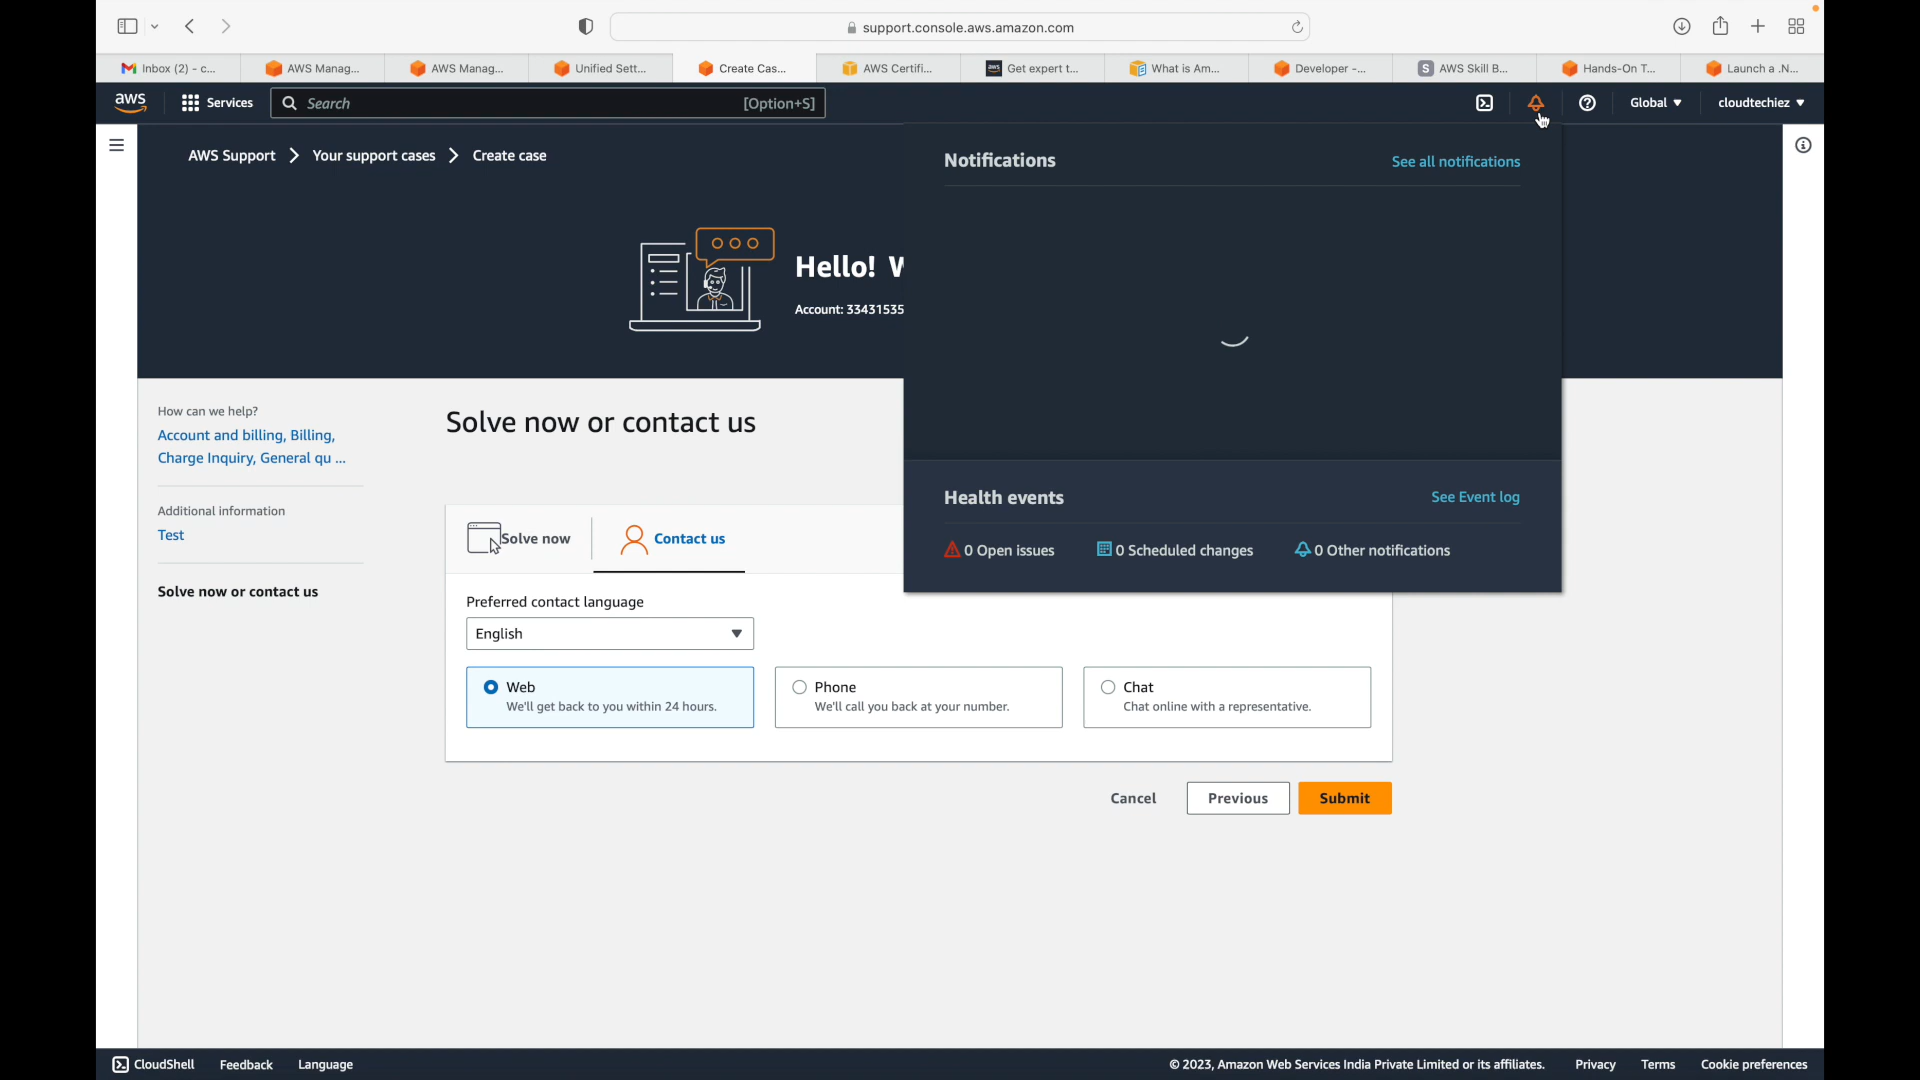 support.console.aws.amazon.com
Inbox (2) - c...
AWS Manag...
AWS Manag...
Unified Sett...
Create Cas...
AWS Certifi...
aws
Get expert t...
What is Am...
Developer -...
S
AWS Skill B...
Hands-On T...
Launch a .N...
aws
Services
Search
[Option+S]
Global
cloudtechiez
AWS Support
Your support cases
Create case
Notifications
See all notifications
Hello!
Account: 33431535
How can we help?
Account and billing, Billing,
Charge Inquiry, General qu ...
Additional information
Test
Solve now or contact us
Solve now or contact us
Health events
See Event log
0 Open issues
0 Scheduled changes
0 Other notifications
Solve now
Contact us
Preferred contact language
English
Web
We'll get back to you within 24 hours.
Phone
We'll call you back at your number.
Chat
Chat online with a representative.
Cancel
Previous
Submit
CloudShell
Feedback
Language
© 2023, Amazon Web Services India Private Limited or its affiliates.
Privacy
Terms
Cookie preferences